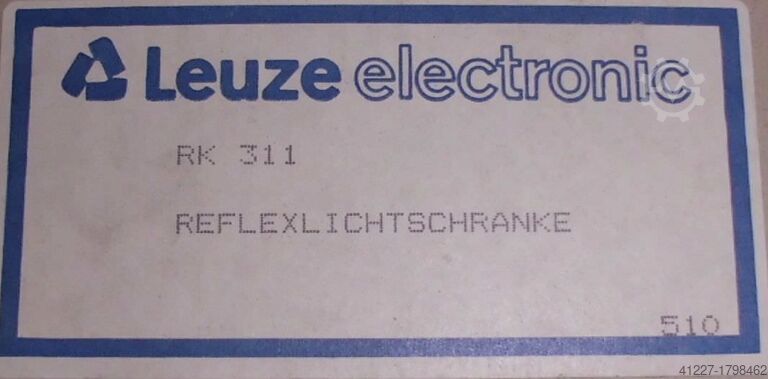 Leuze electronic
RK 311
REFLEXLICHTSCHRANKE
510
41227-1798462